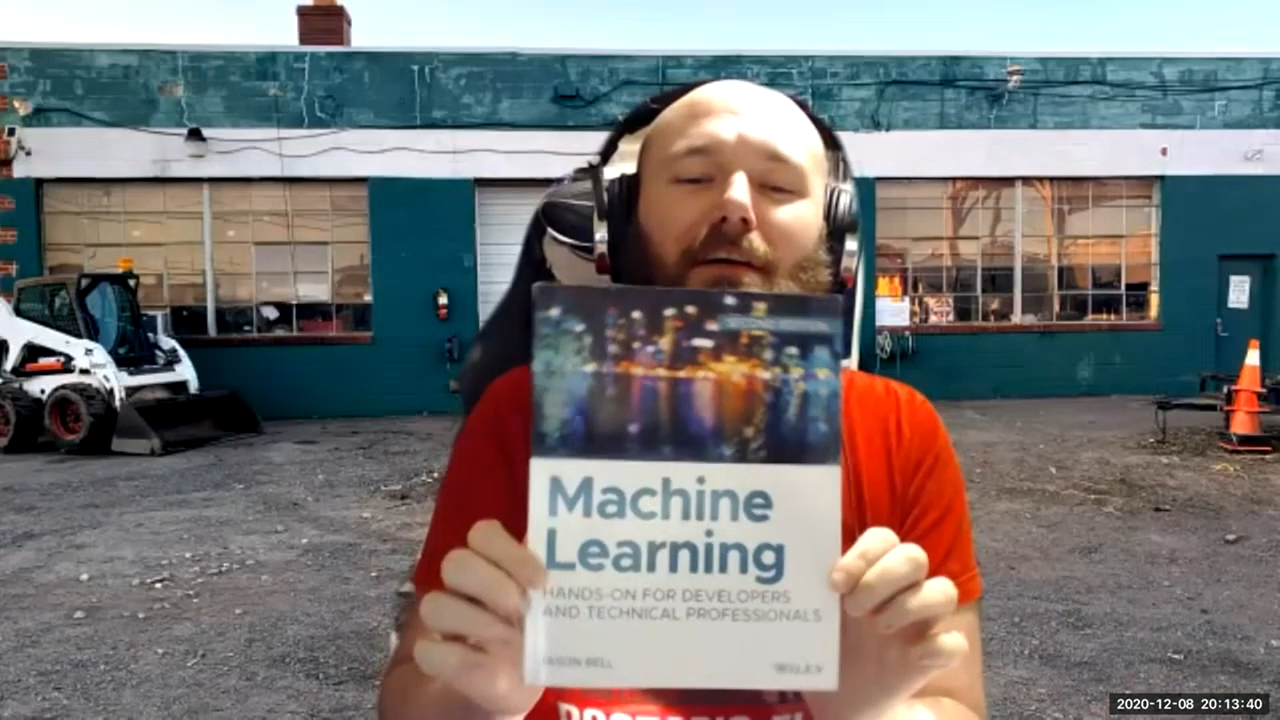 Machine
Learning
HANDS-ON FOR DEVELOPERS
AND TECHNICAL PROFESSIONALS
JASON BELL
WILEY
2020-12-08 20:13:40